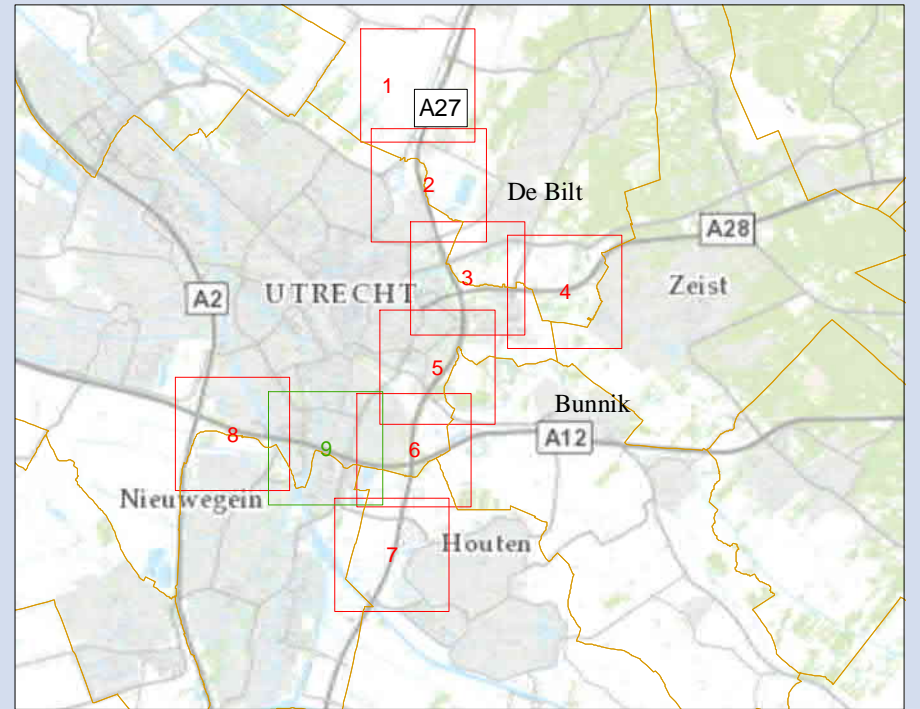 1
A27
2
De Bilt
A28
3
4
Zeist
A2
UTRECHT
5
Bunnik
8
9
6
A12
Nieuwegein
7
Houten